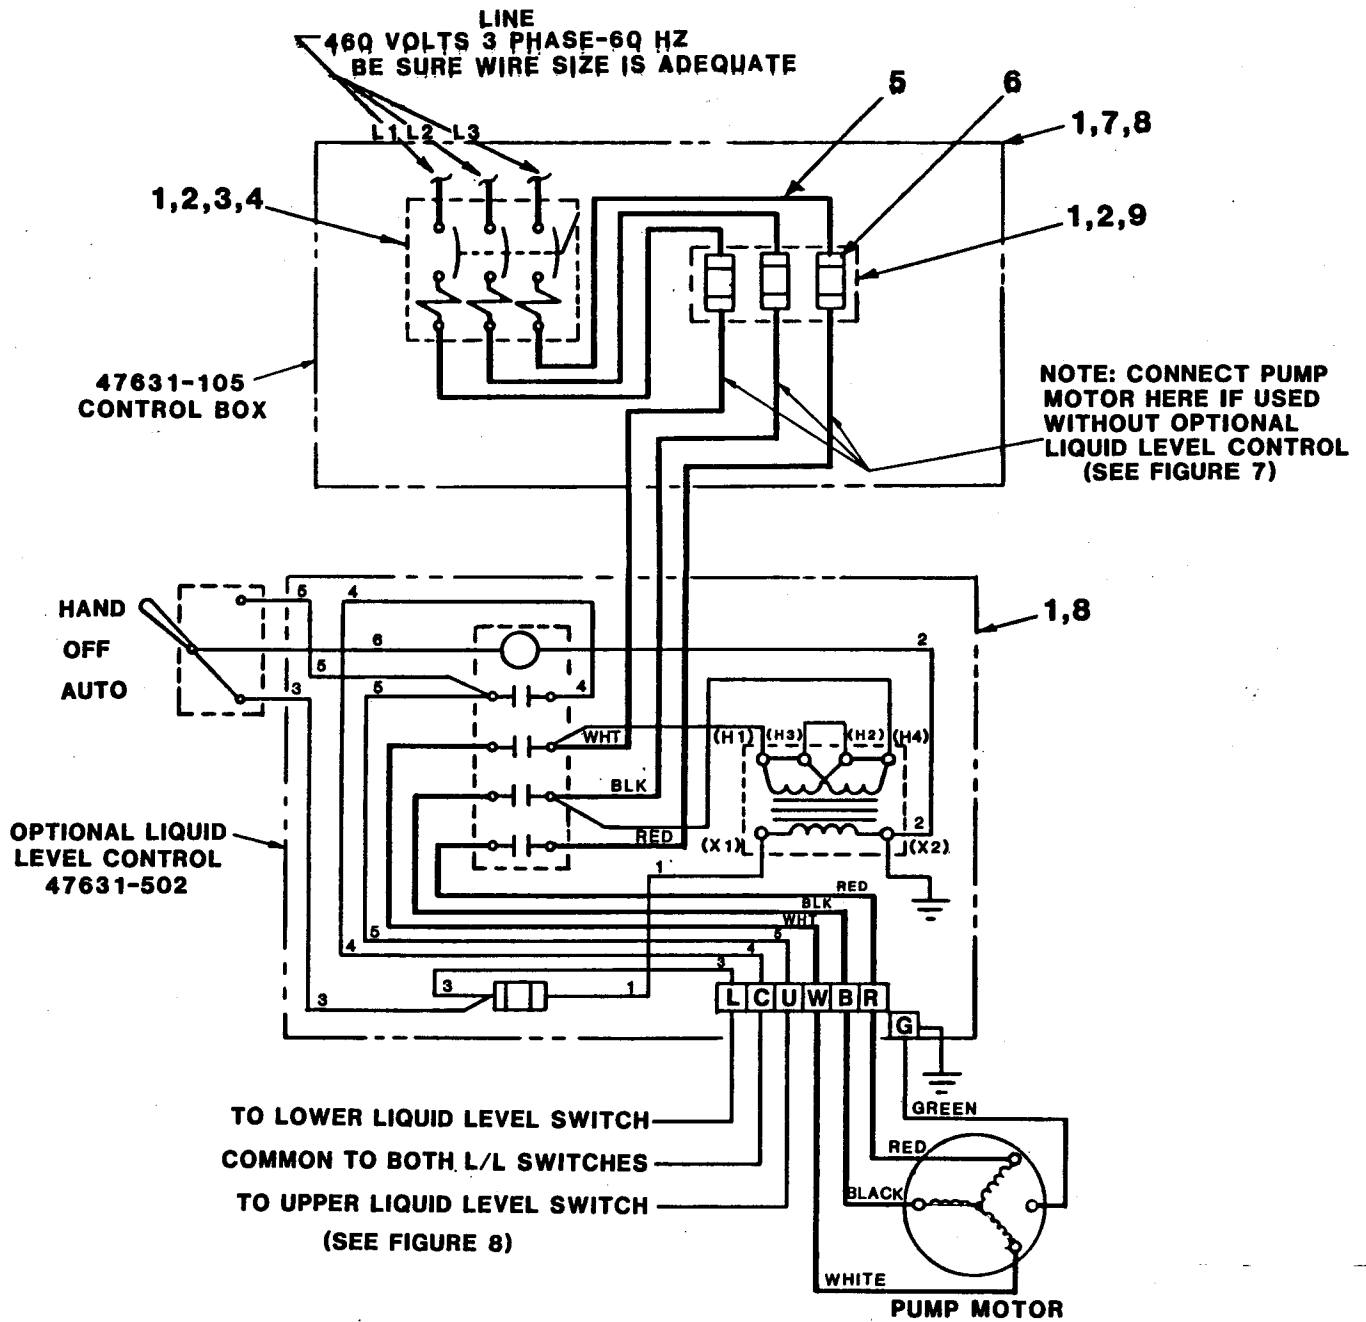 LINE
460 VOLTS 3 PHASE-60 HZ
BE SURE WIRE SIZE IS ADEQUATE
5
6
L1 L2 L3
1,7,8
1,2,3,4
1,2,9
47631-105
CONTROL BOX
NOTE: CONNECT PUMP
MOTOR HERE IF USED
WITHOUT OPTIONAL
LIQUID LEVEL CONTROL
(SEE FIGURE 7)
HAND
OFF
AUTO
5
4
6
2
1,8
5
5
4
3
WHT
(H1)
(H3)
(H2)
(H4)
BLK
RED
2
(X1)
(X2)
OPTIONAL LIQUID
LEVEL CONTROL
47631-502
1
RED
BLK
WHT
5
5
4
4
3
3
1
3
L C U W B R
G
TO LOWER LIQUID LEVEL SWITCH
COMMON TO BOTH L/L SWITCHES
TO UPPER LIQUID LEVEL SWITCH
(SEE FIGURE 8)
GREEN
RED
BLACK
WHITE
PUMP MOTOR